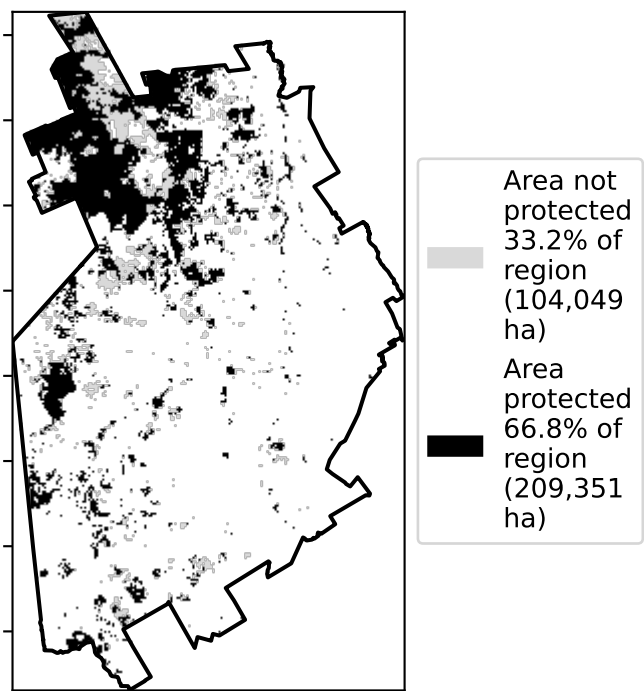 Area not
protected
33.2% of
region
(104,049
ha)
Area
protected
66.8% of
region
(209,351
ha)